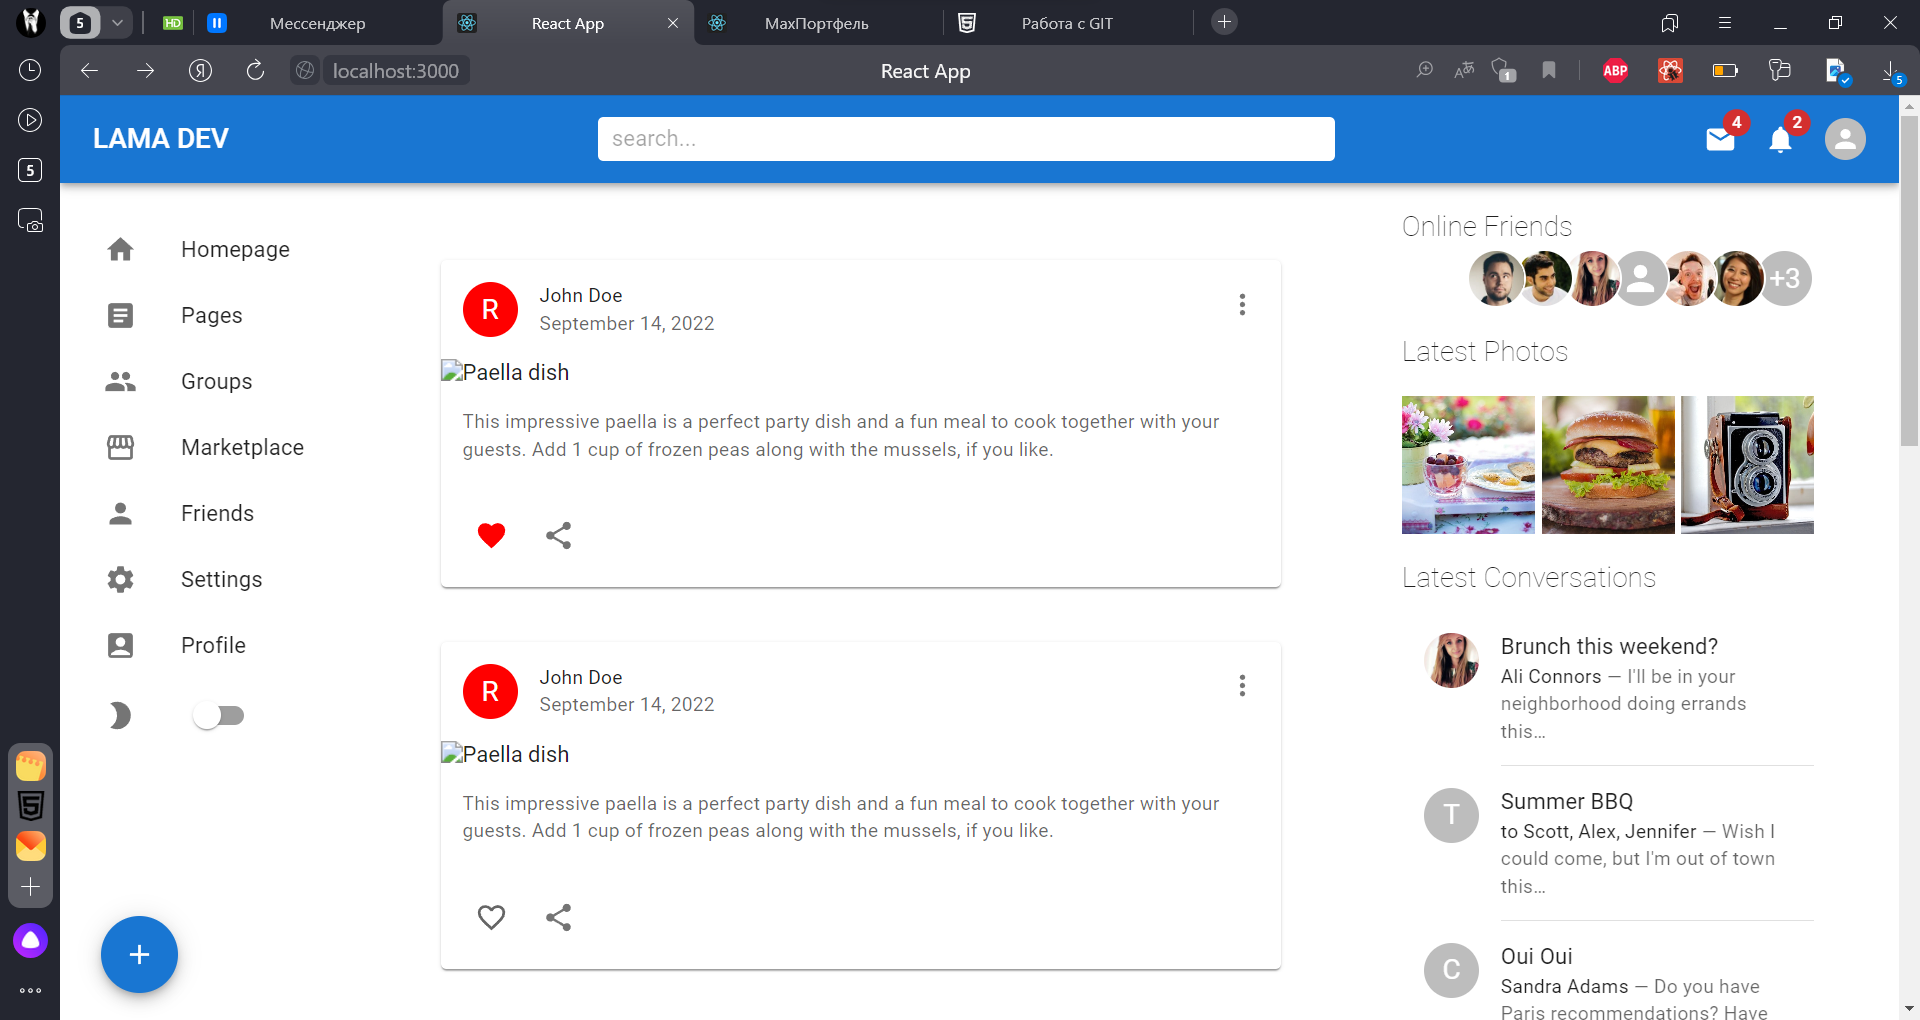 5
HD
Мессенджер
React App
МахПортфель
Работа с GIT
Я
localhost:3000
React App
1
ABP
5
5
LAMA DEV
search...
4
2
Homepage
Pages
Groups
Marketplace
Friends
Settings
Profile
+
R
John Doe
September 14, 2022
Paella dish
This impressive paella is a perfect party dish and a fun meal to cook together with your
guests. Add 1 cup of frozen peas along with the mussels, if you like.
R
John Doe
September 14, 2022
Paella dish
This impressive paella is a perfect party dish and a fun meal to cook together with your
guests. Add 1 cup of frozen peas along with the mussels, if you like.
Online Friends
+3
Latest Photos
Latest Conversations
Brunch this weekend?
Ali Connors — I'll be in your
neighborhood doing errands
this…
T
Summer BBQ
to Scott, Alex, Jennifer — Wish I
could come, but I'm out of town
this…
C
Oui Oui
Sandra Adams — Do you have
Paris recommendations? Have